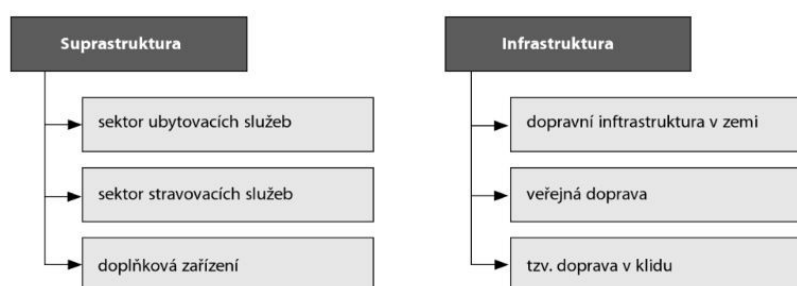 Suprastruktura
sektor ubytovacích služeb
sektor stravovacích služeb
doplňková zařízení
Infrastruktura
dopravní inftrastruktura v zemi
veřejná doprava
tzv. doprava v klidu